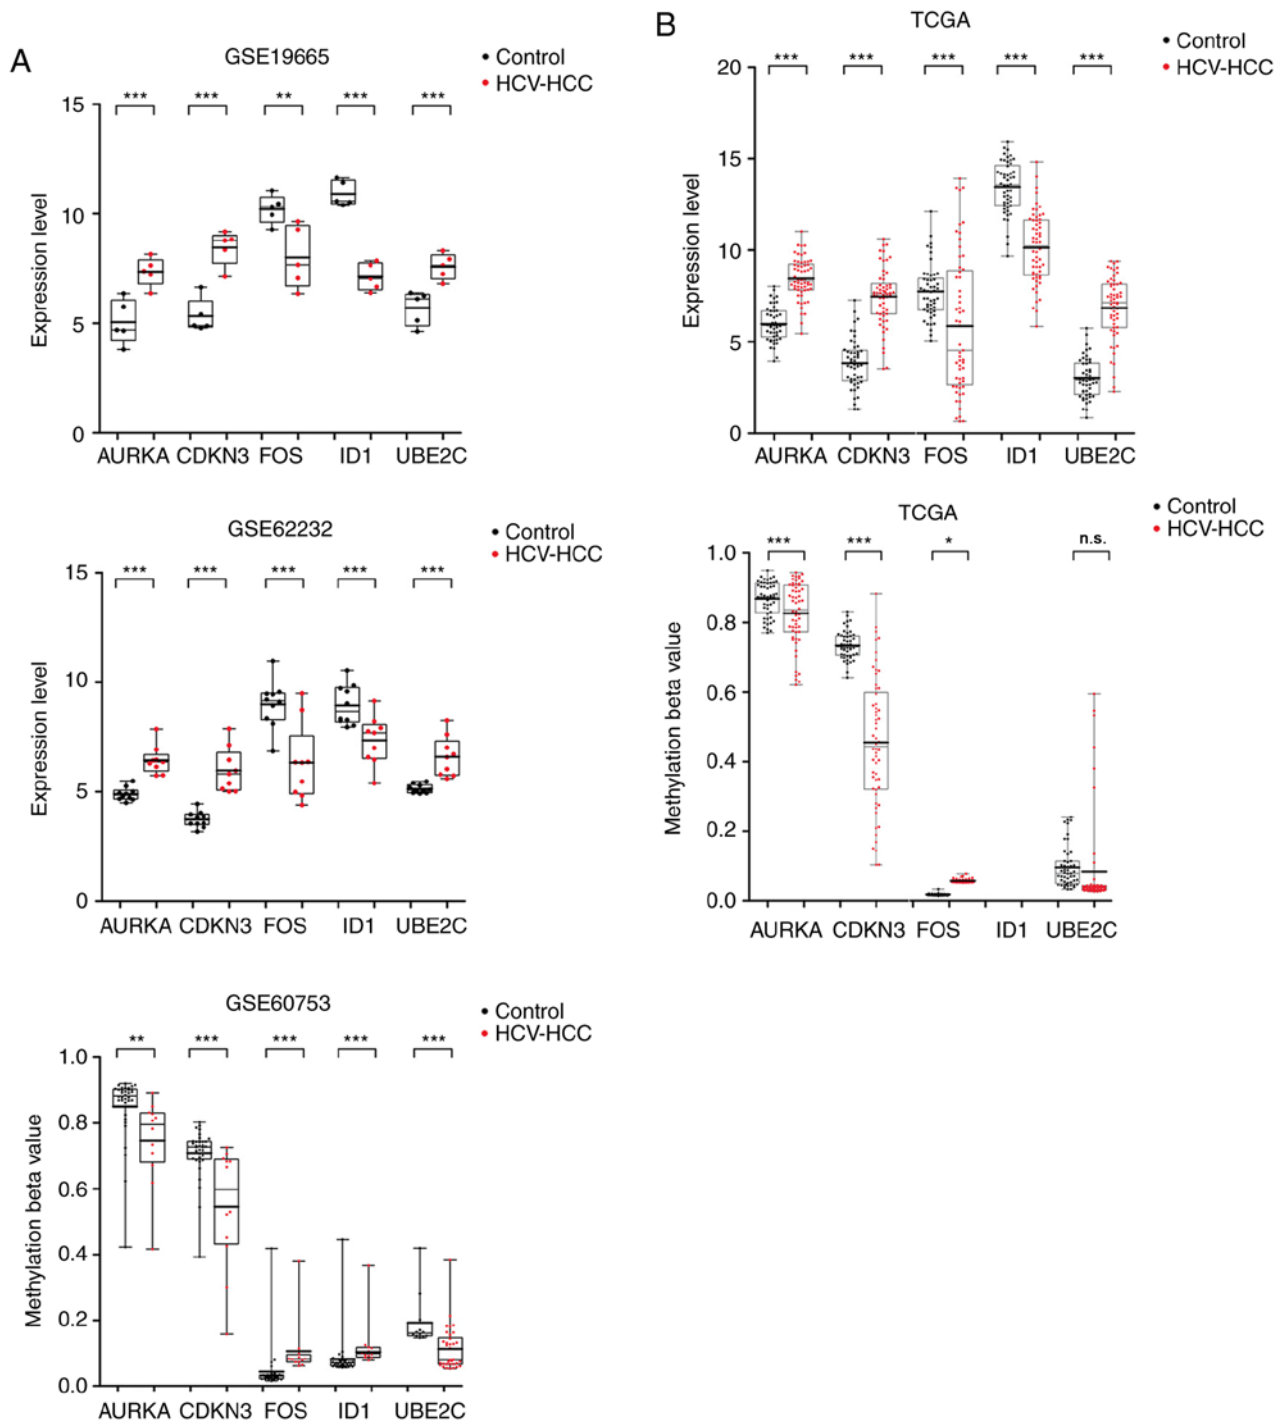 A
GSE19665
Control
HCV-HCC
*** *** ** *** ***
Expression level
15
10
5
0
AURKA CDKN3 FOS ID1 UBE2C
GSE62232
Control
HCV-HCC
*** *** *** *** ***
Expression level
15
10
5
0
AURKA CDKN3 FOS ID1 UBE2C
GSE60753
Control
HCV-HCC
** *** *** *** ***
Methylation beta value
1.0
0.8
0.6
0.4
0.2
0.0
AURKA CDKN3 FOS ID1 UBE2C
B
TCGA
Control
HCV-HCC
*** *** *** *** ***
Expression level
20
15
10
5
0
AURKA CDKN3 FOS ID1 UBE2C
TCGA
Control
HCV-HCC
*** *** * n.s.
Methylation beta value
1.0
0.8
0.6
0.4
0.2
0.0
AURKA CDKN3 FOS ID1 UBE2C